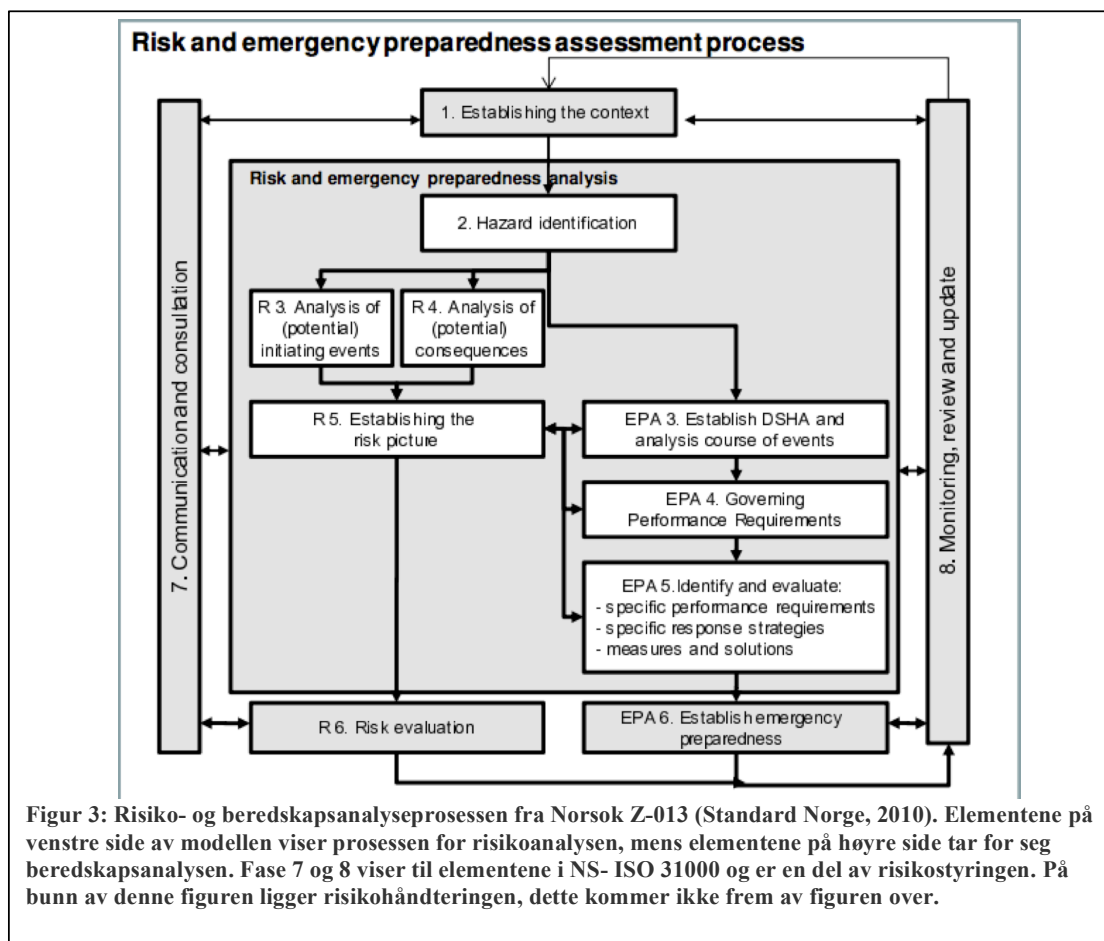 Risk and emergency preparedness assessment process
1. Establishing the context
Risk and emergency preparedness analysis
2. Hazard identification
R 3. Analysis of
(potential)
initiating events
R 4. Analysis of
(potential)
consequences
R 5. Establishing the
risk picture
EPA 3. Establish DSHA and
analysis course of events
EPA 4. Governing
Performance Requirements
EPA 5. Identify and evaluate:
- specific performance requirements
- specific response strategies
- measures and solutions
R 6. Risk evaluation
EPA 6. Establish emergency
preparedness
7. Communication and consultation
8. Monitoring, review and update
Figur 3: Risiko- og beredskapsanalyseprosessen fra Norsok Z-013 (Standard Norge, 2010). Elementene på
venstre side av modellen viser prosessen for risikoanalysen, mens elementene på høyre side tar for seg
beredskapsanalysen. Fase 7 og 8 viser til elementene i NS- ISO 31000 og er en del av risikostyringen. På
bunn av denne figuren ligger risikohåndteringen, dette kommer ikke frem av figuren over.